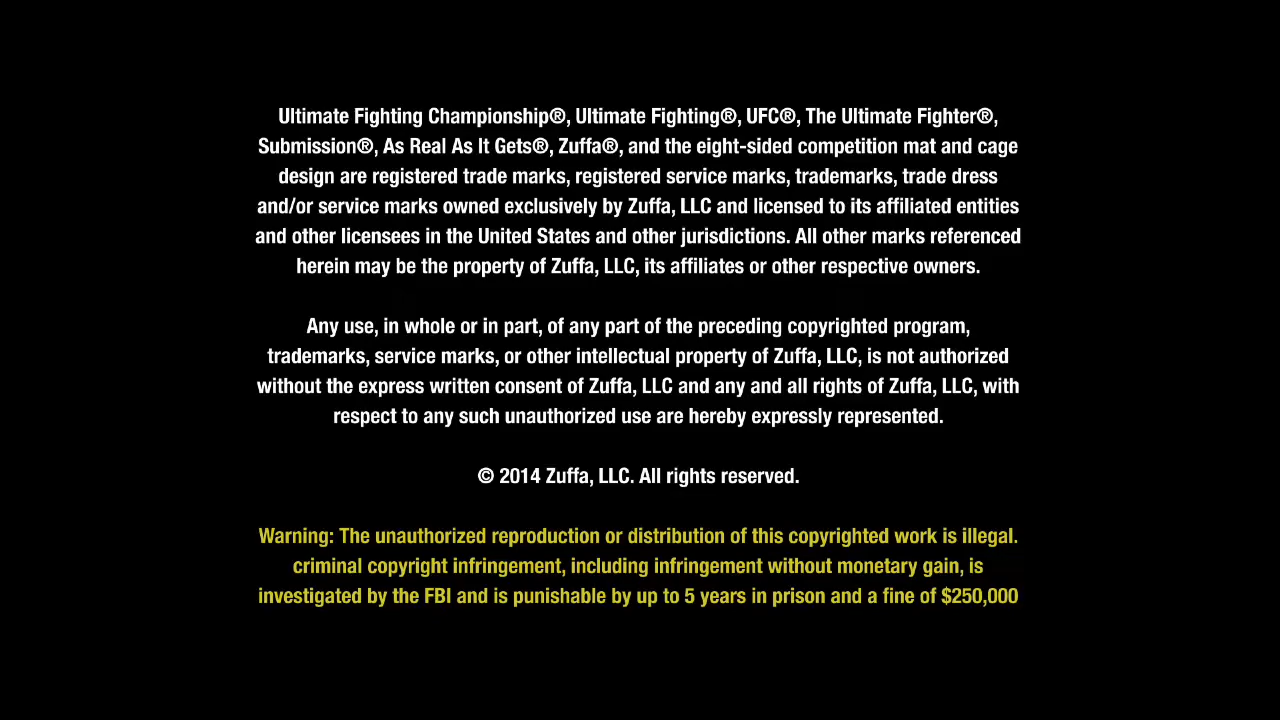 Ultimate Fighting Championship®, Ultimate Fighting®, UFC®, The Ultimate Fighter®,
Submission®, As Real As It Gets®, Zuffa®, and the eight-sided competition mat and cage
design are registered trade marks, registered service marks, trademarks, trade dress
and/or service marks owned exclusively by Zuffa, LLC and licensed to its affiliated entities
and other licensees in the United States and other jurisdictions. All other marks referenced
herein may be the property of Zuffa, LLC, its affiliates or other respective owners.
Any use, in whole or in part, of any part of the preceding copyrighted program,
trademarks, service marks, or other intellectual property of Zuffa, LLC, is not authorized
without the express written consent of Zuffa, LLC and any and all rights of Zuffa, LLC, with
respect to any such unauthorized use are hereby expressly represented.
© 2014 Zuffa, LLC. All rights reserved.
Warning: The unauthorized reproduction or distribution of this copyrighted work is illegal.
criminal copyright infringement, including infringement without monetary gain, is
investigated by the FBI and is punishable by up to 5 years in prison and a fine of $250,000